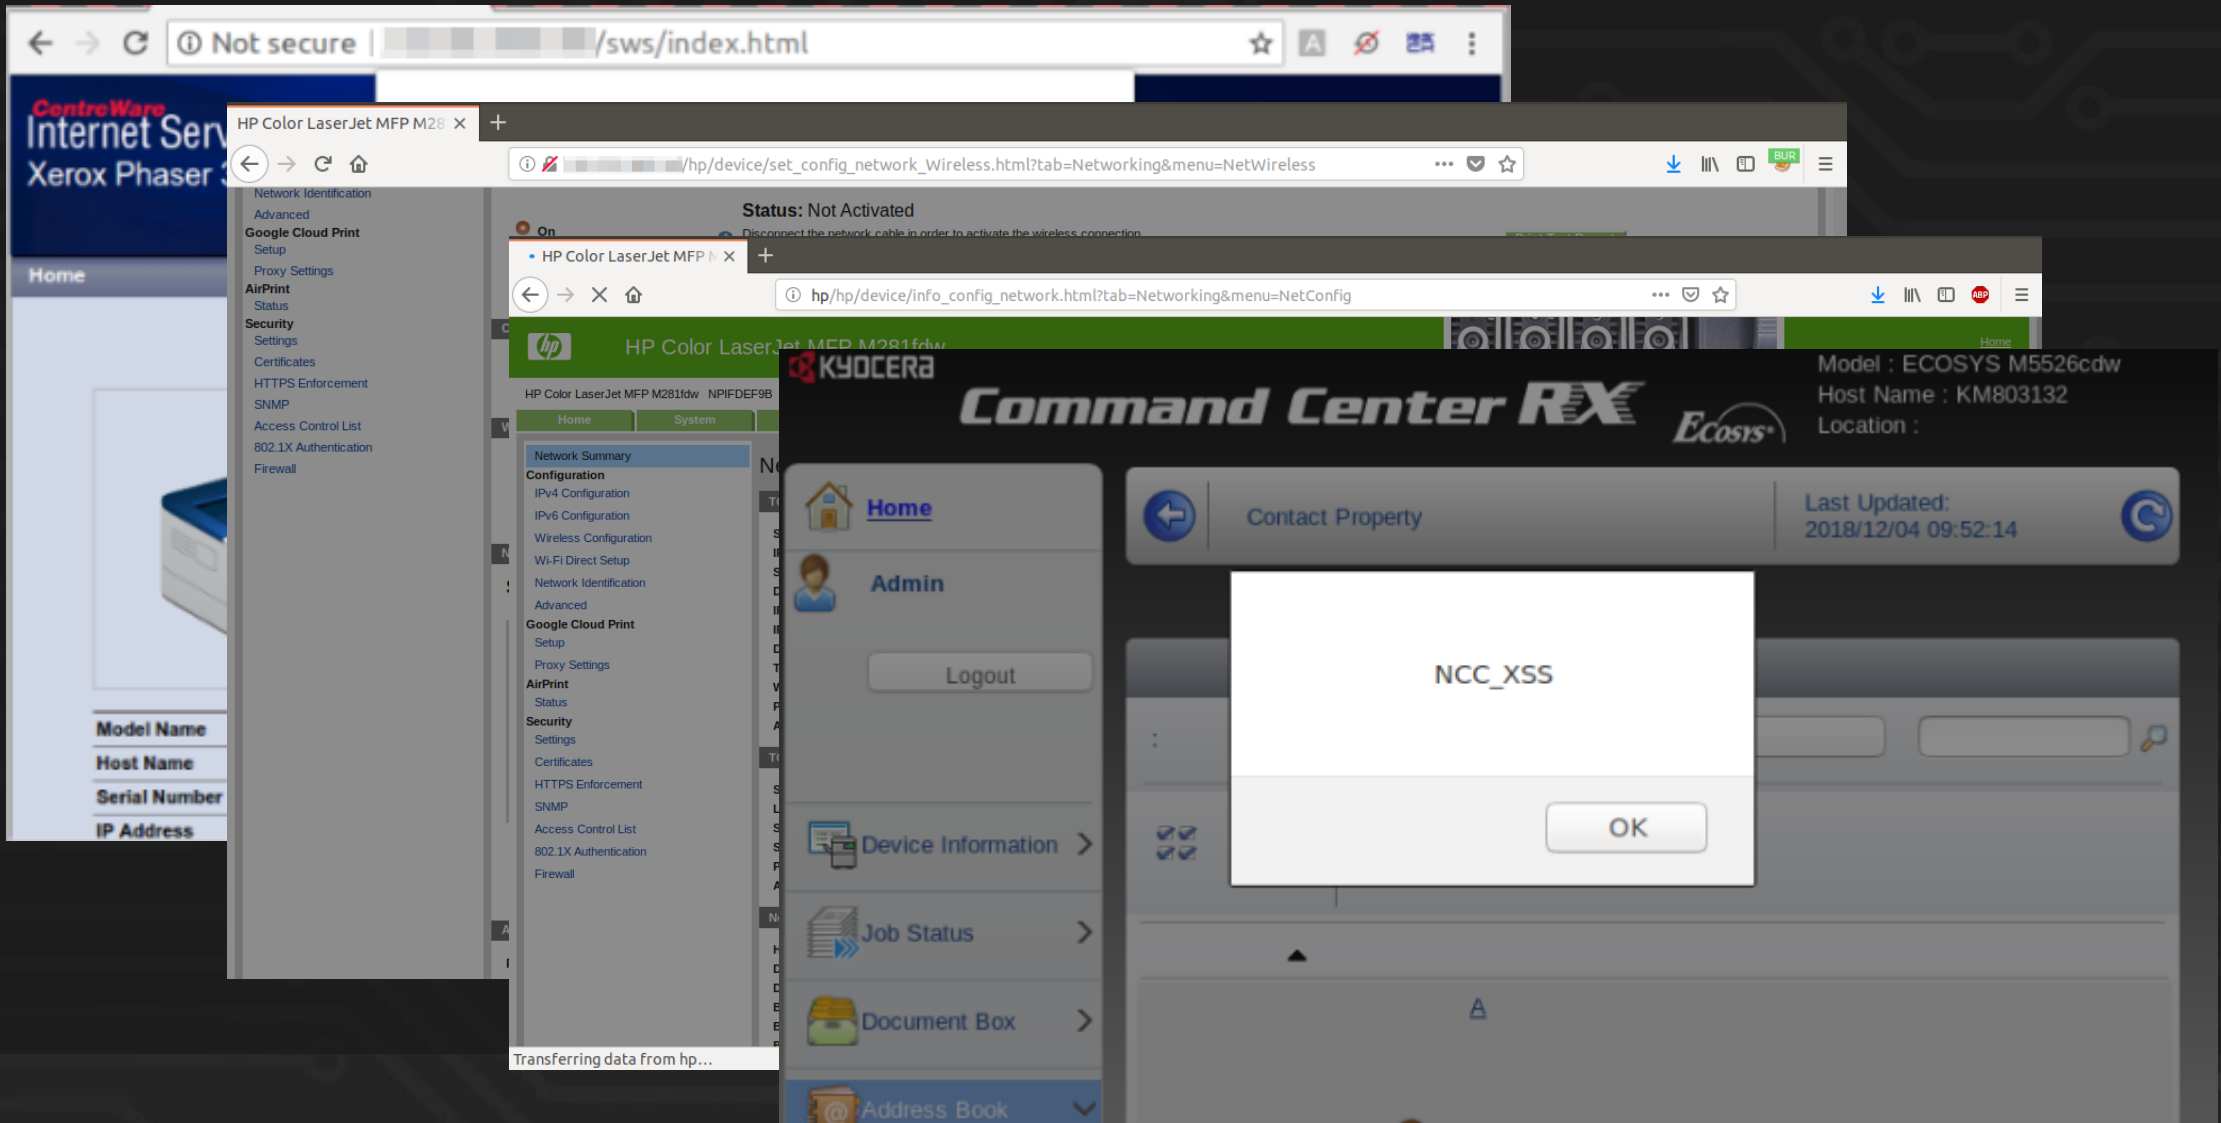 Not secure | /sws/index.html
CentreWare
Internet Serv
Xerox Phaser
Home
Model Name
Host Name
Serial Number
IP Address
HP Color LaserJet MFP M28
/hp/device/set_config_network_Wireless.html?tab=Networking&menu=NetWireless
BUR
Network Identification
Advanced
Google Cloud Print
Setup
Proxy Settings
AirPrint
Status
Security
Settings
Certificates
HTTPS Enforcement
SNMP
Access Control List
802.1X Authentication
Firewall
On
Status: Not Activated
Disconnect the network cable in order to activate the wireless connection
HP Color LaserJet MFP M
hp/hp/device/info_config_network.html?tab=Networking&menu=NetConfig
ABP
hp
HP Color LaserJet MFP M281fdw
Home
HP Color LaserJet MFP M281fdw NPIFDEF9B
Home
System
Network Summary
Configuration
IPv4 Configuration
IPv6 Configuration
Wireless Configuration
Wi-Fi Direct Setup
Network Identification
Advanced
Google Cloud Print
Setup
Proxy Settings
AirPrint
Status
Security
Settings
Certificates
HTTPS Enforcement
SNMP
Access Control List
802.1X Authentication
Firewall
Transferring data from hp...
KYOCERA
Command Center RX
Ecosys
Model : ECOSYS M5526cdw
Host Name : KM803132
Location :
Home
Admin
Logout
Device Information
Job Status
Document Box
Address Book
Contact Property
Last Updated:
2018/12/04 09:52:14
NCC_XSS
OK
:
A